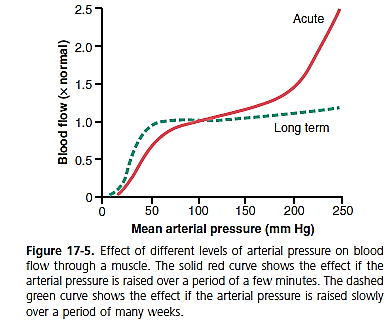 2.5
Acute
2.0
1.5
1.0
Long term
0.5
0
0 50 100 150 200 250
Blood flow (× normal)
Mean arterial pressure (mm Hg)
Figure 17-5. Effect of different levels of arterial pressure on blood
flow through a muscle. The solid red curve shows the effect if the
arterial pressure is raised over a period of a few minutes. The dashed
green curve shows the effect if the arterial pressure is raised slowly
over a period of many weeks.